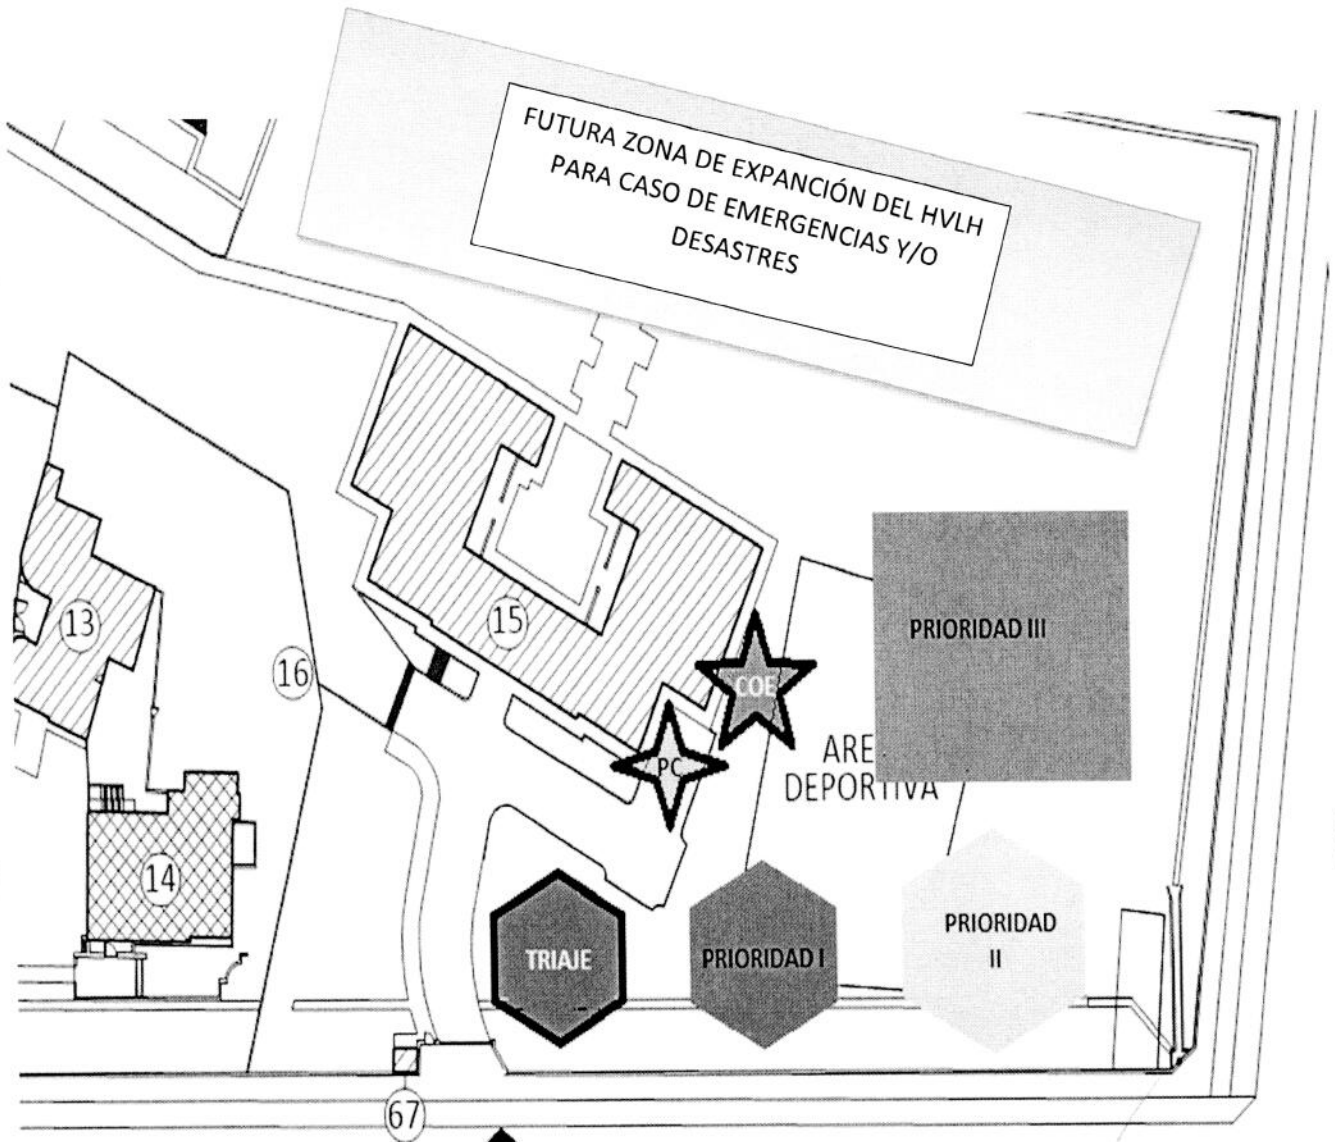 FUTURA ZONA DE EXPANCIÓN DEL HVLH
PARA CASO DE EMERGENCIAS Y/O
DESASTRES
13
15
16
PRIORIDAD III
COE
PC
ARE
DEPORTIVA
14
TRIAJE
PRIORIDAD I
PRIORIDAD
II
67